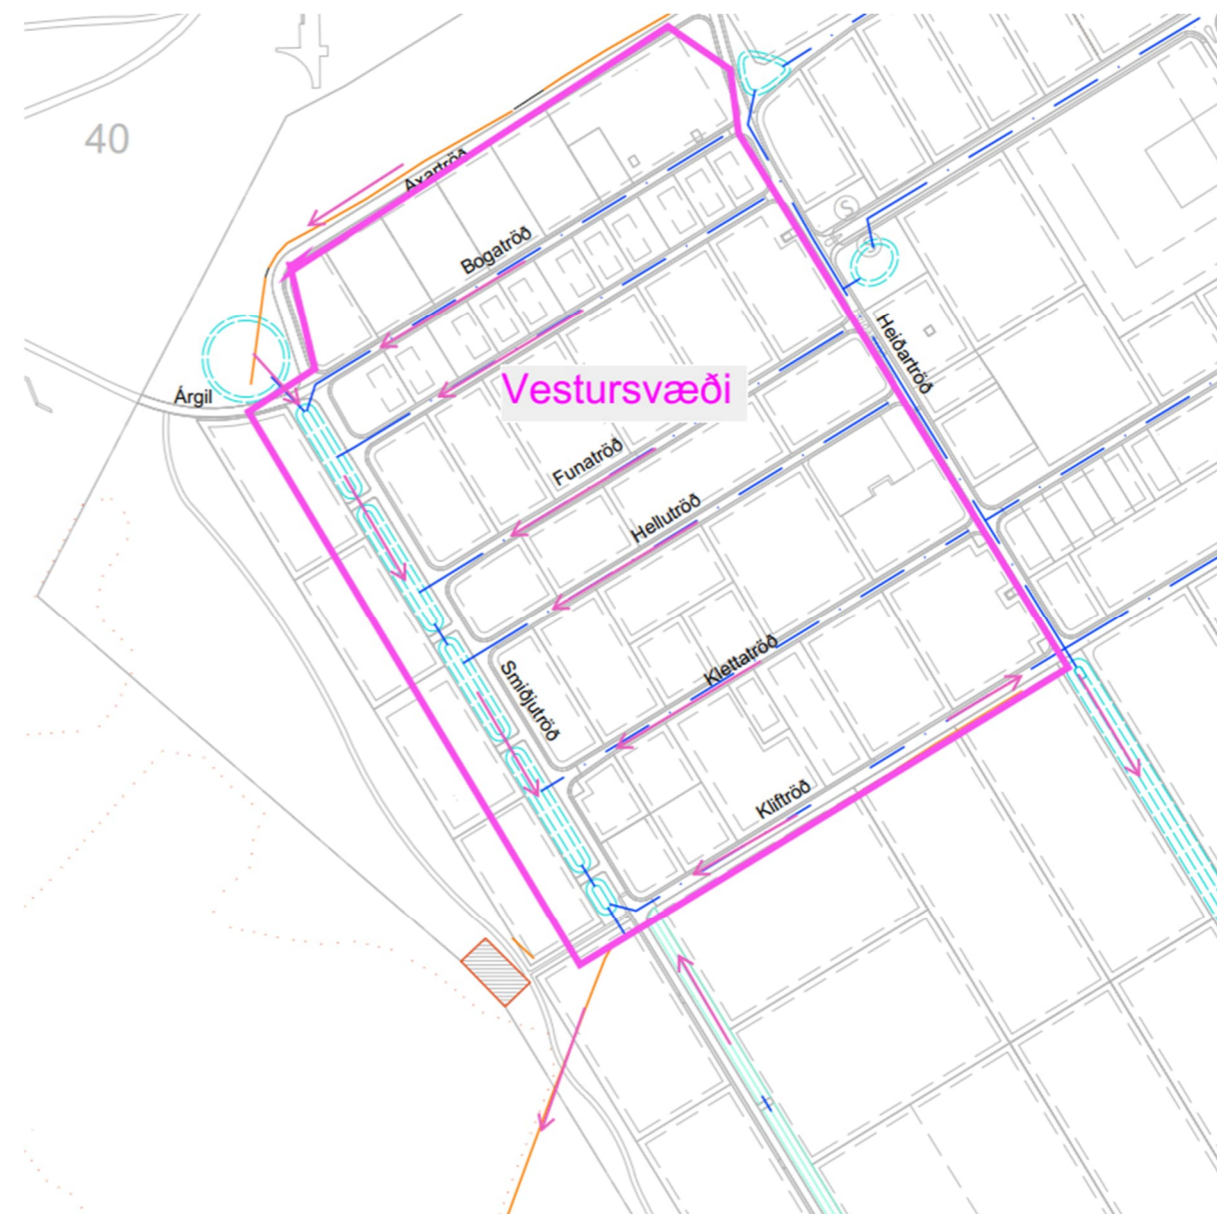 40
Axartröð
Bogatröð
Ⓢ
Heiðartröð
Árgil
Vestursvæði
Funatröð
Hellutröð
Klettatröð
Smiðjutröð
Kliftröð